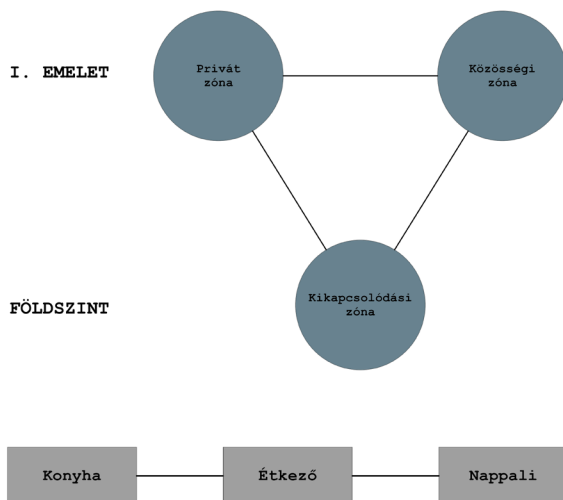 Privát
zóna
Közösségi
zóna
I. EMELET
Kikapcsolódási
zóna
FÖLDSZINT
Konyha
Étkező
Nappali